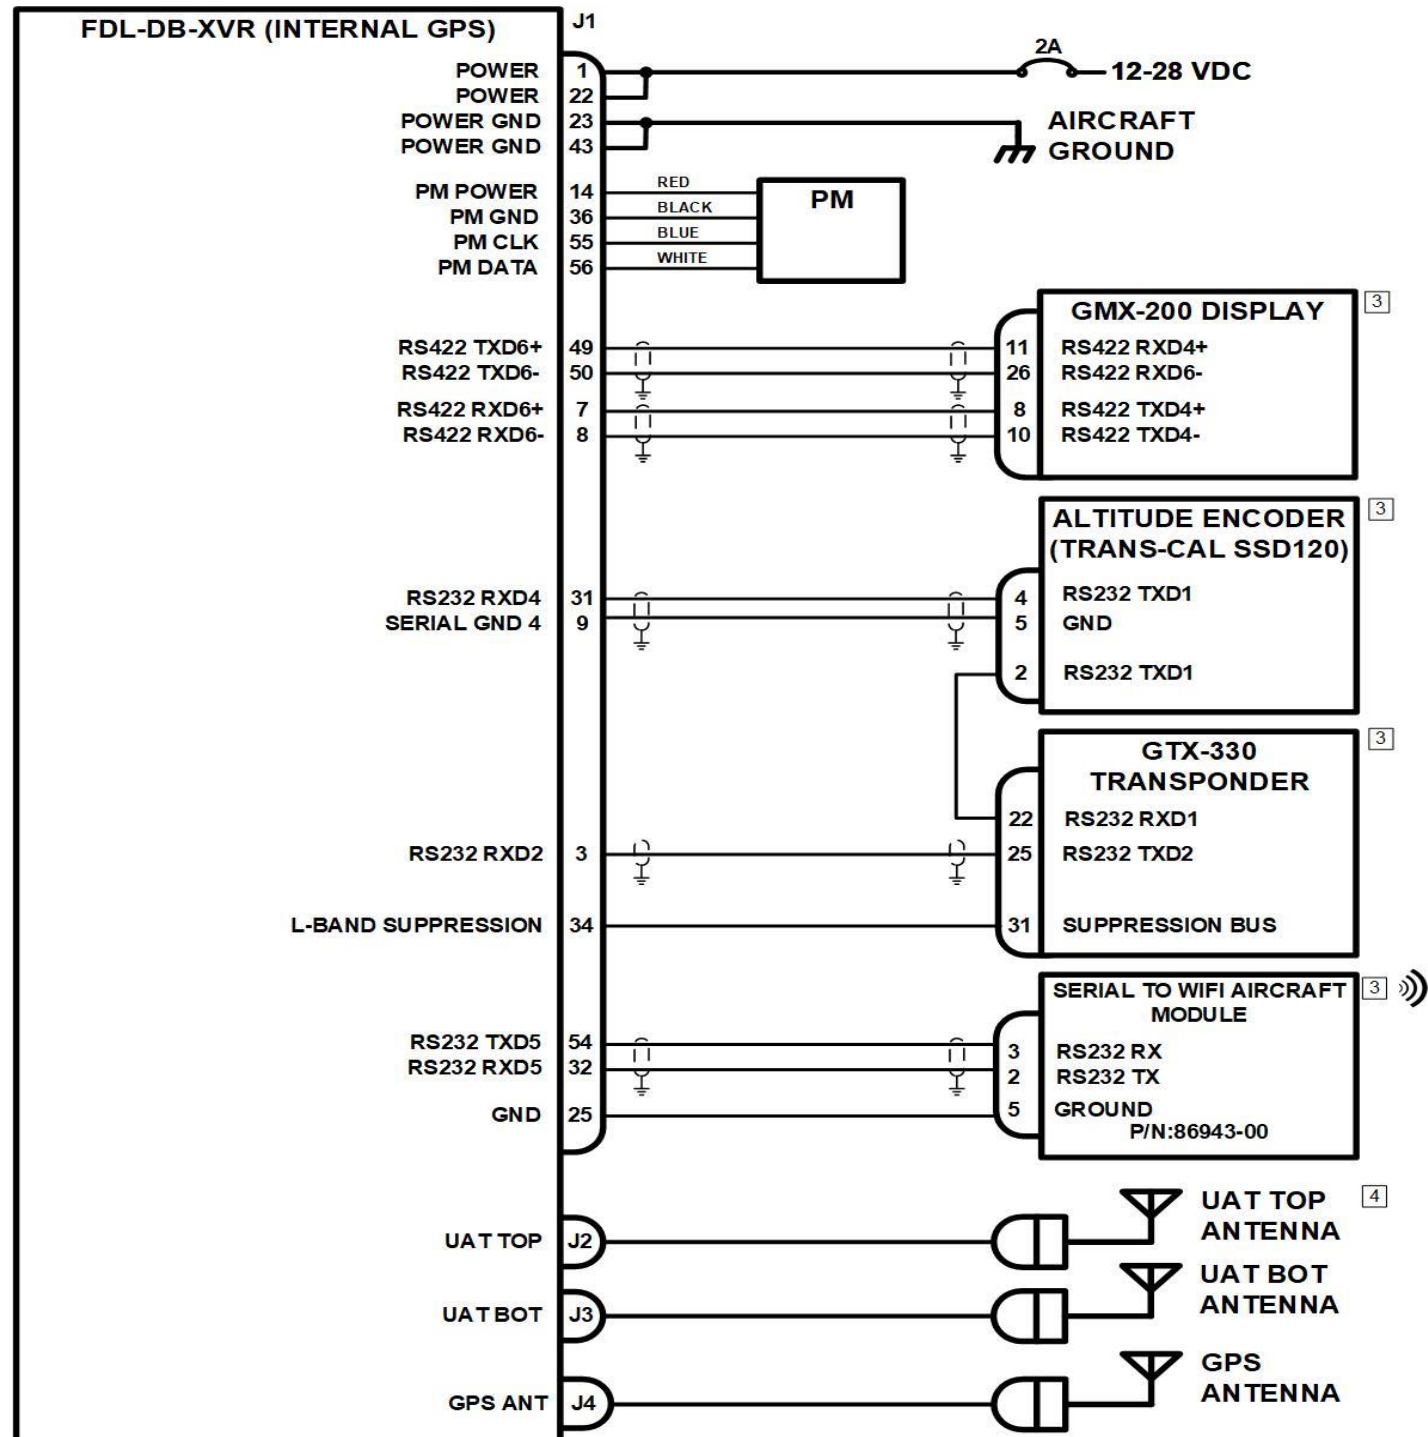 FDL-DB-XVR (INTERNAL GPS)
J1
POWER 1
2A
12-28 VDC
POWER 22
POWER GND 23
AIRCRAFT
GROUND
POWER GND 43
PM POWER 14 RED
PM
PM GND 36 BLACK
PM CLK 55 BLUE
PM DATA 56 WHITE
GMX-200 DISPLAY 3
RS422 TXD6+ 49 11 RS422 RXD4+
RS422 TXD6- 50 26 RS422 RXD6-
RS422 RXD6+ 7 8 RS422 TXD4+
RS422 RXD6- 8 10 RS422 TXD4-
ALTITUDE ENCODER 3
(TRANS-CAL SSD120)
RS232 RXD4 31 4 RS232 TXD1
SERIAL GND 4 9 5 GND
2 RS232 TXD1
GTX-330 3
TRANSPONDER
22 RS232 RXD1
RS232 RXD2 3 25 RS232 TXD2
L-BAND SUPPRESSION 34 31 SUPPRESSION BUS
SERIAL TO WIFI AIRCRAFT 3
MODULE
RS232 TXD5 54 3 RS232 RX
RS232 RXD5 32 2 RS232 TX
GND 25 5 GROUND
P/N:86943-00
UAT TOP 4
ANTENNA
UAT TOP J2
UAT BOT
ANTENNA
UAT BOT J3
GPS
ANTENNA
GPS ANT J4